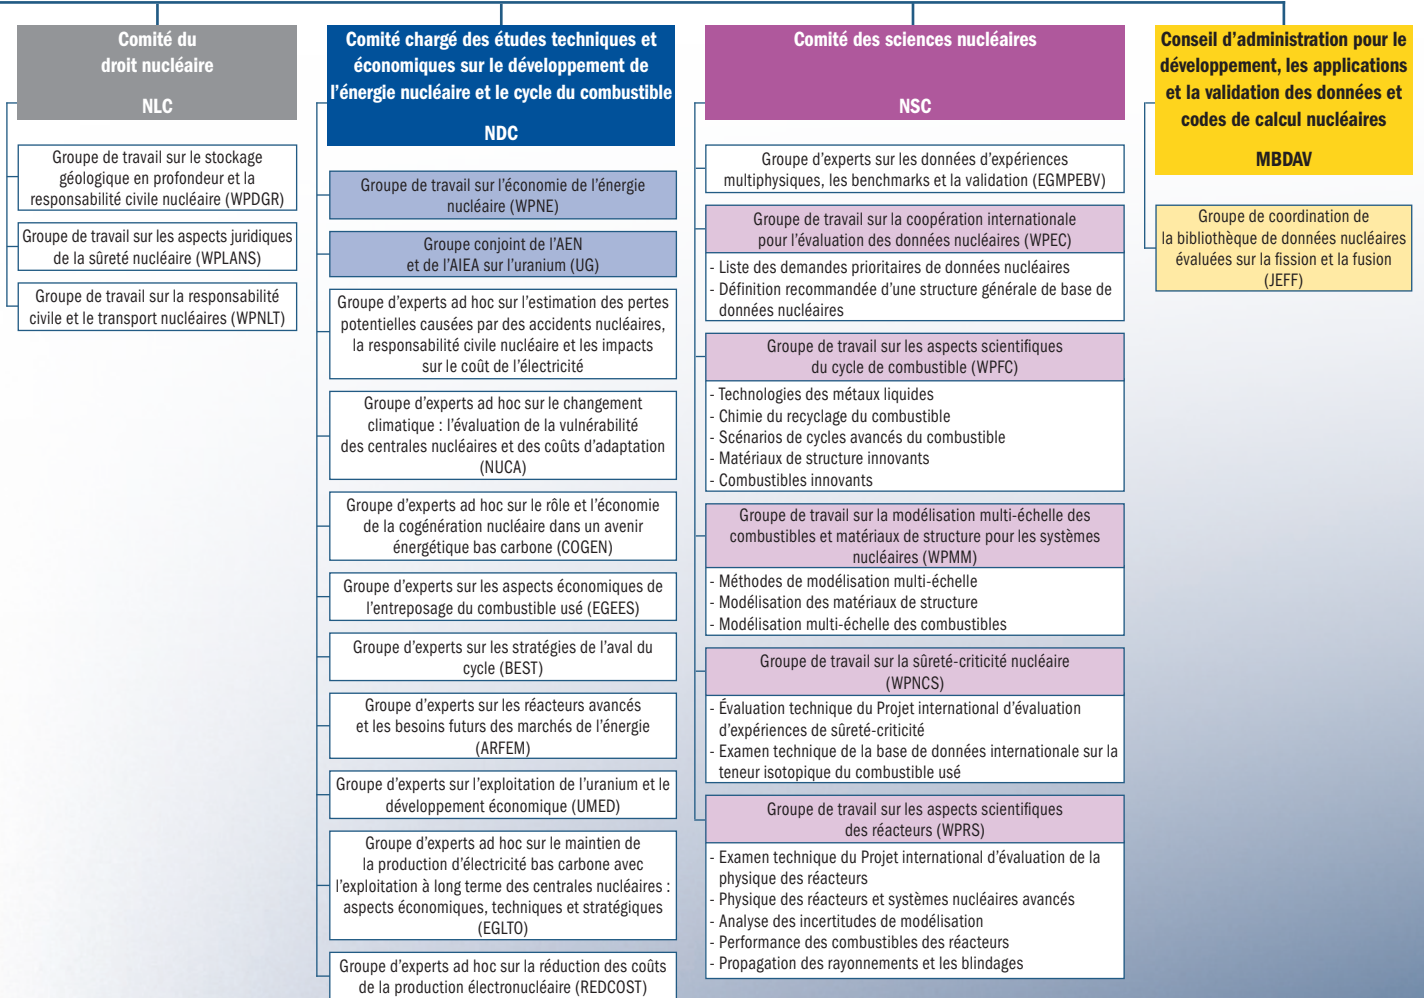 Comité du
droit nucléaire
NLC
Groupe de travail sur le stockage
géologique en profondeur et la
responsabilité civile nucléaire (WPDGR)
Groupe de travail sur les aspects juridiques
de la sûreté nucléaire (WPLANS)
Groupe de travail sur la responsabilité
civile et le transport nucléaires (WPNLT)
Comité chargé des études techniques et
économiques sur le développement de
l'énergie nucléaire et le cycle du combustible
NDC
Groupe de travail sur l'économie de l'énergie
nucléaire (WPNE)
Groupe conjoint de l'AEN
et de l'AIEA sur l'uranium (UG)
Groupe d'experts ad hoc sur l'estimation des pertes
potentielles causées par des accidents nucléaires,
la responsabilité civile nucléaire et les impacts
sur le coût de l'électricité
Groupe d'experts ad hoc sur le changement
climatique : l'évaluation de la vulnérabilité
des centrales nucléaires et des coûts d'adaptation
(NUCA)
Groupe d'experts ad hoc sur le rôle et l'économie
de la cogénération nucléaire dans un avenir
énergétique bas carbone (COGEN)
Groupe d'experts sur les aspects économiques de
l'entreposage du combustible usé (EGEES)
Groupe d'experts sur les stratégies de l'aval du
cycle (BEST)
Groupe d'experts sur les réacteurs avancés
et les besoins futurs des marchés de l'énergie
(ARFEM)
Groupe d'experts sur l'exploitation de l'uranium et le
développement économique (UMED)
Groupe d'experts ad hoc sur le maintien de
la production d'électricité bas carbone avec
l'exploitation à long terme des centrales nucléaires :
aspects économiques, techniques et stratégiques
(EGLTO)
Groupe d'experts ad hoc sur la réduction des coûts
de la production électronucléaire (REDCOST)
Comité des sciences nucléaires
NSC
Groupe d'experts sur les données d'expériences
multiphysiques, les benchmarks et la validation (EGMPEBV)
Groupe de travail sur la coopération internationale
pour l'évaluation des données nucléaires (WPEC)
- Liste des demandes prioritaires de données nucléaires
- Définition recommandée d'une structure générale de base de
données nucléaires
Groupe de travail sur les aspects scientifiques
du cycle de combustible (WPFC)
- Technologies des métaux liquides
- Chimie du recyclage du combustible
- Scénarios de cycles avancés du combustible
- Matériaux de structure innovants
- Combustibles innovants
Groupe de travail sur la modélisation multi-échelle des
combustibles et matériaux de structure pour les systèmes
nucléaires (WPMM)
- Méthodes de modélisation multi-échelle
- Modélisation des matériaux de structure
- Modélisation multi-échelle des combustibles
Groupe de travail sur la sûreté-criticité nucléaire
(WPNCS)
- Évaluation technique du Projet international d'évaluation
d'expériences de sûreté-criticité
- Examen technique de la base de données internationale sur la
teneur isotopique du combustible usé
Groupe de travail sur les aspects scientifiques
des réacteurs (WPRS)
- Examen technique du Projet international d'évaluation de la
physique des réacteurs
- Physique des réacteurs et systèmes nucléaires avancés
- Analyse des incertitudes de modélisation
- Performance des combustibles des réacteurs
- Propagation des rayonnements et les blindages
Conseil d'administration pour le
développement, les applications
et la validation des données et
codes de calcul nucléaires
MBDAV
Groupe de coordination de
la bibliothèque de données nucléaires
évaluées sur la fission et la fusion
(JEFF)